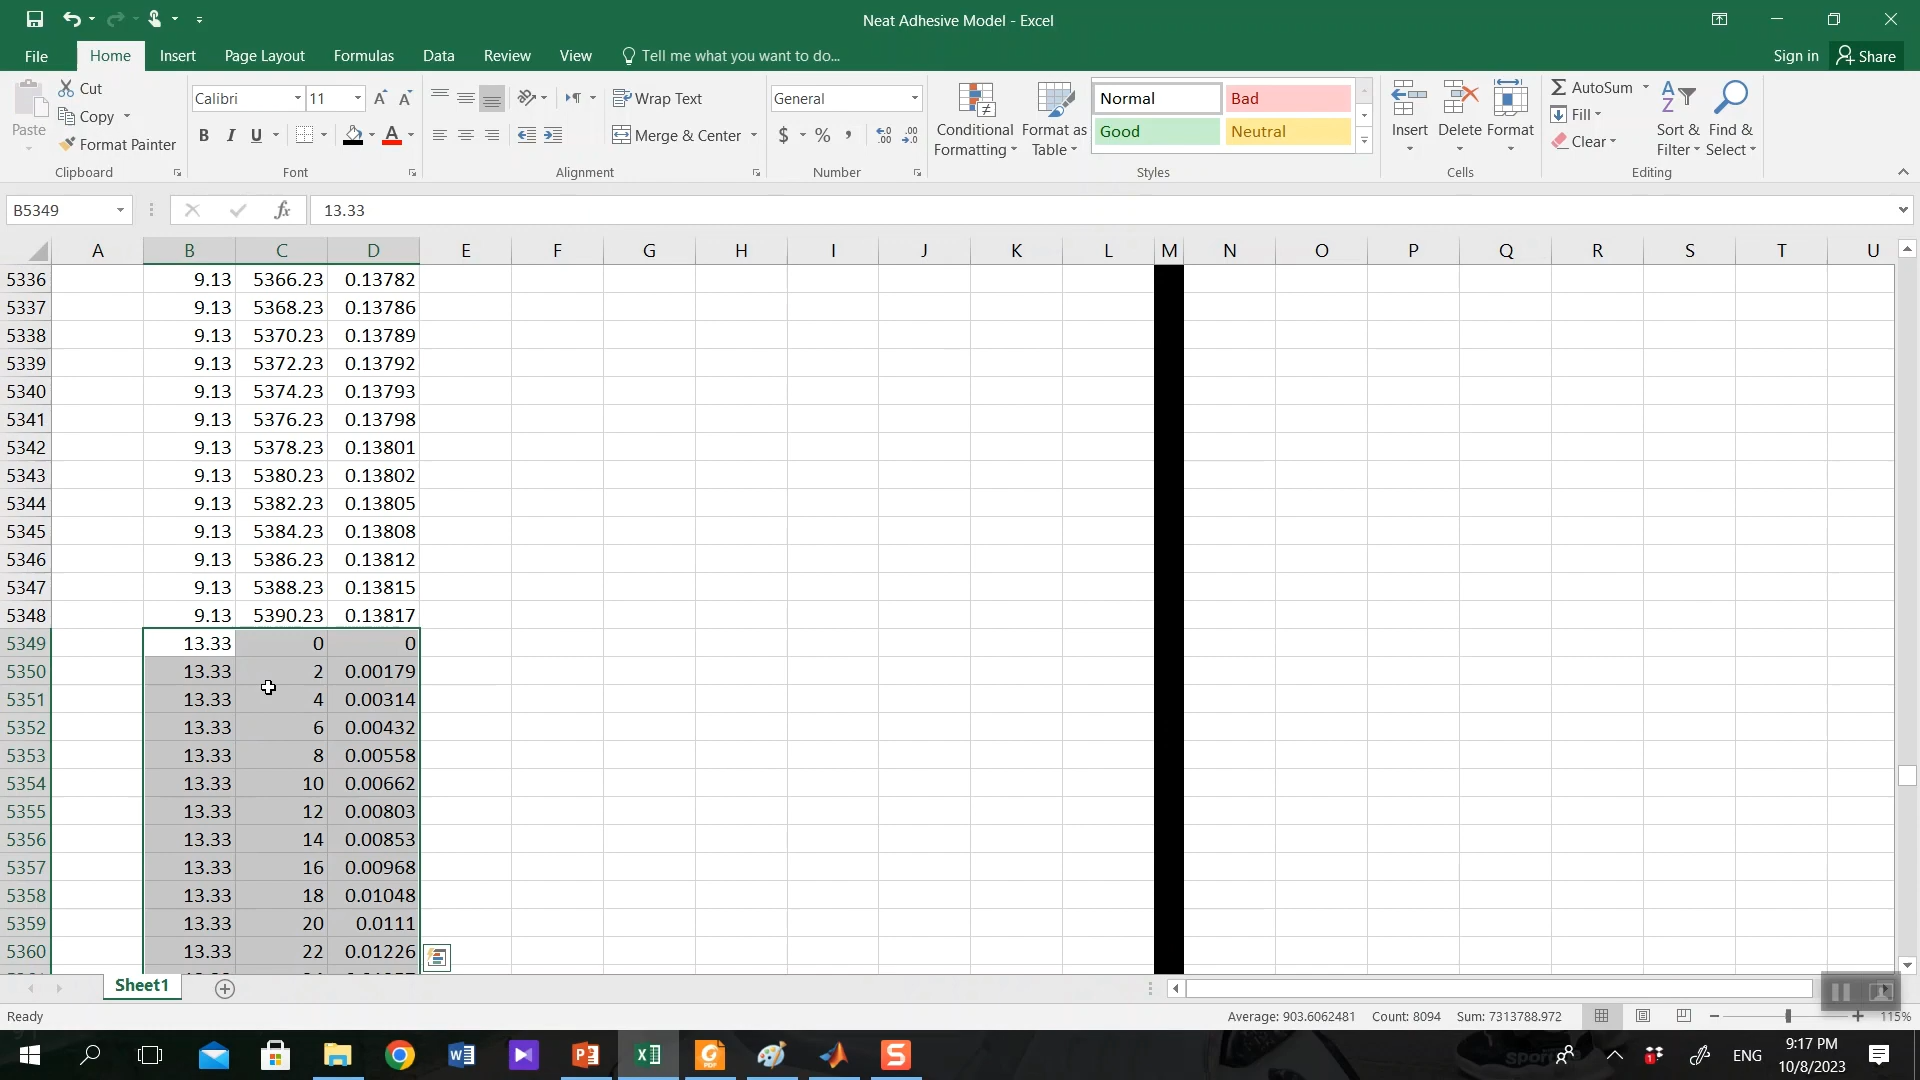 Neat Adhesive Model - Excel
File Home Insert Page Layout Formulas Data Review View Tell me what you want to do... Sign in Share
Paste
Cut
Copy
Format Painter
Clipboard
Calibri 11
B I U
Font
Wrap Text
Merge & Center
Alignment
General
$ % ,
Number
Conditional Formatting
Format as Table
Normal Bad
Good Neutral
Styles
Insert Delete Format
Cells
AutoSum
Fill
Clear
Sort & Filter
Find & Select
Editing
B5349 fx 13.33
A B C D E F G H I J K L M N O P Q R S T U
5336 9.13 5366.23 0.13782
5337 9.13 5368.23 0.13786
5338 9.13 5370.23 0.13789
5339 9.13 5372.23 0.13792
5340 9.13 5374.23 0.13793
5341 9.13 5376.23 0.13798
5342 9.13 5378.23 0.13801
5343 9.13 5380.23 0.13802
5344 9.13 5382.23 0.13805
5345 9.13 5384.23 0.13808
5346 9.13 5386.23 0.13812
5347 9.13 5388.23 0.13815
5348 9.13 5390.23 0.13817
5349 13.33 0 0
5350 13.33 2 0.00179
5351 13.33 4 0.00314
5352 13.33 6 0.00432
5353 13.33 8 0.00558
5354 13.33 10 0.00662
5355 13.33 12 0.00803
5356 13.33 14 0.00853
5357 13.33 16 0.00968
5358 13.33 18 0.01048
5359 13.33 20 0.0111
5360 13.33 22 0.01226
Sheet1
Ready Average: 903.6062481 Count: 8094 Sum: 7313788.972 115%
ENG
9:17 PM
10/8/2023